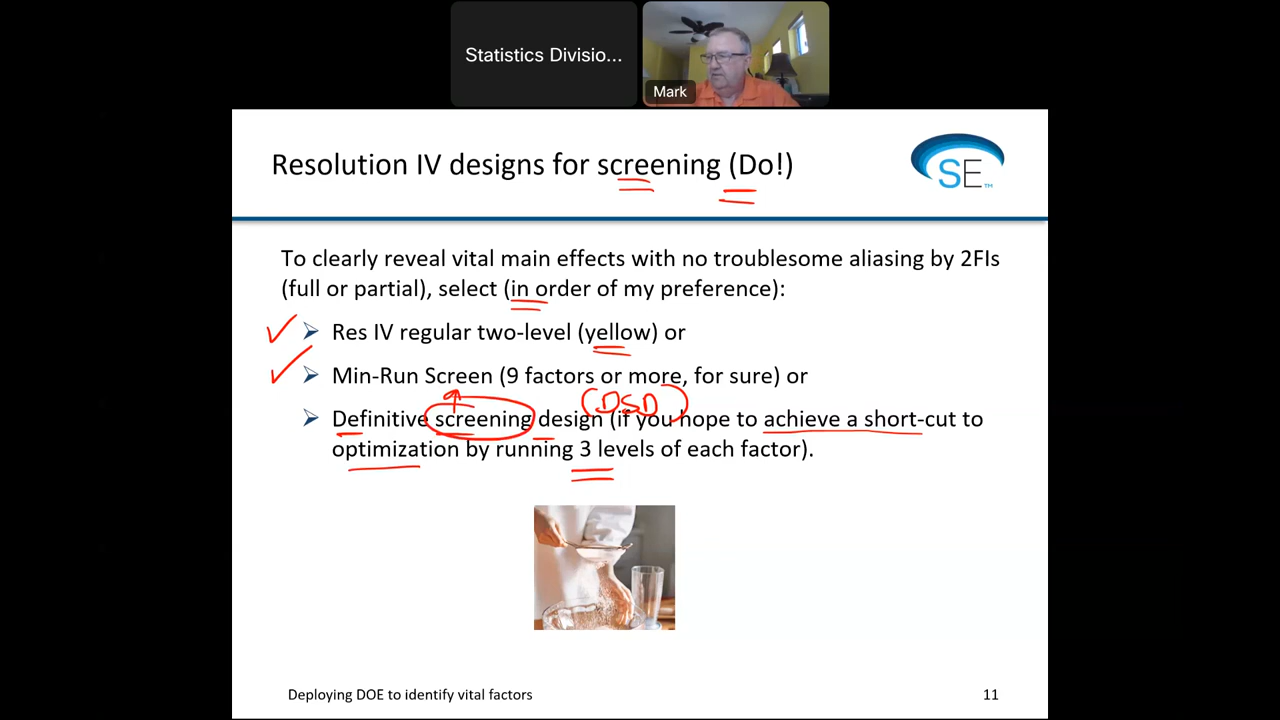 Statistics Divisio...
Mark
Resolution IV designs for screening (Do!)
SE™
To clearly reveal vital main effects with no troublesome aliasing by 2FIs
(full or partial), select (in order of my preference):
Res IV regular two-level (yellow) or
Min-Run Screen (9 factors or more, for sure) or
(DSD)
Definitive screening design (if you hope to achieve a short-cut to
optimization by running 3 levels of each factor).
Deploying DOE to identify vital factors
11